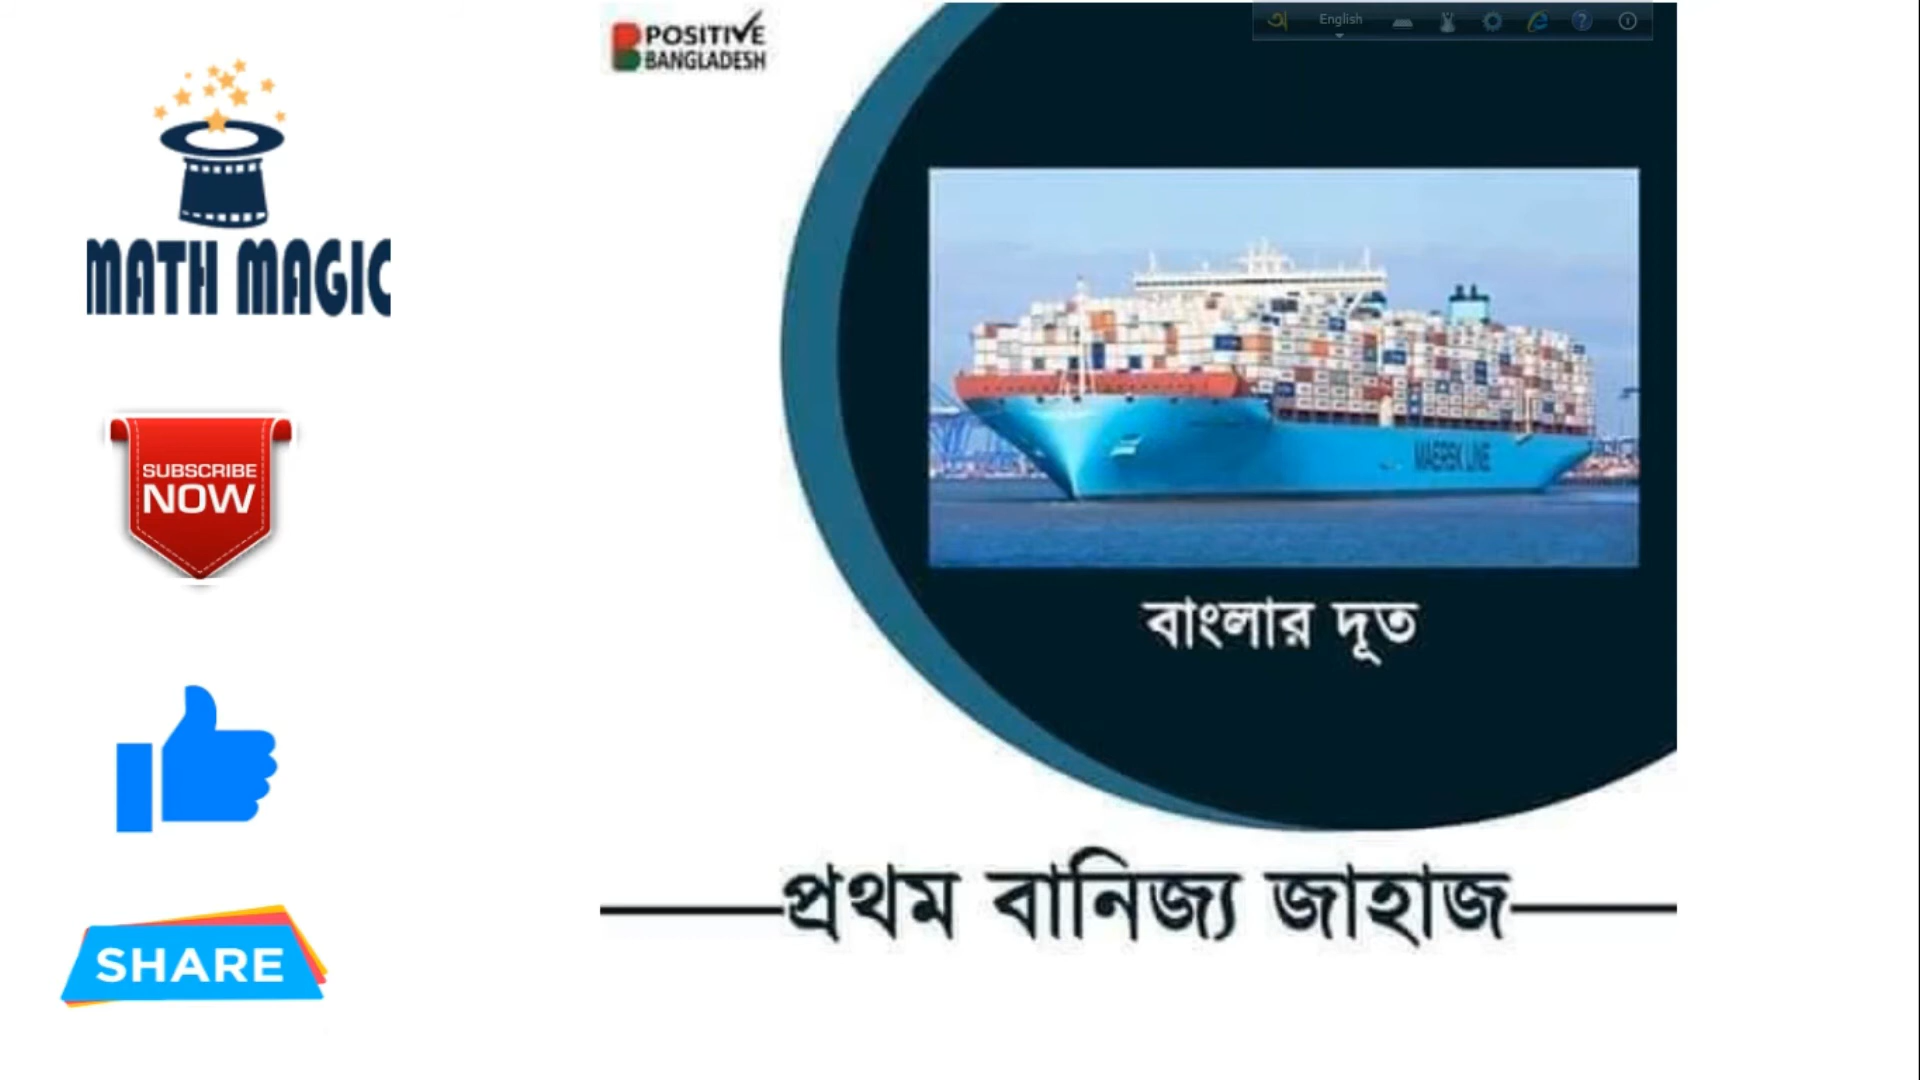 POSITIVE
BANGLADESH
English
MATH MAGIC
MAERSK LINE
SUBSCRIBE
NOW
বাংলার দূত
প্রথম বানিজ্য জাহাজ
SHARE